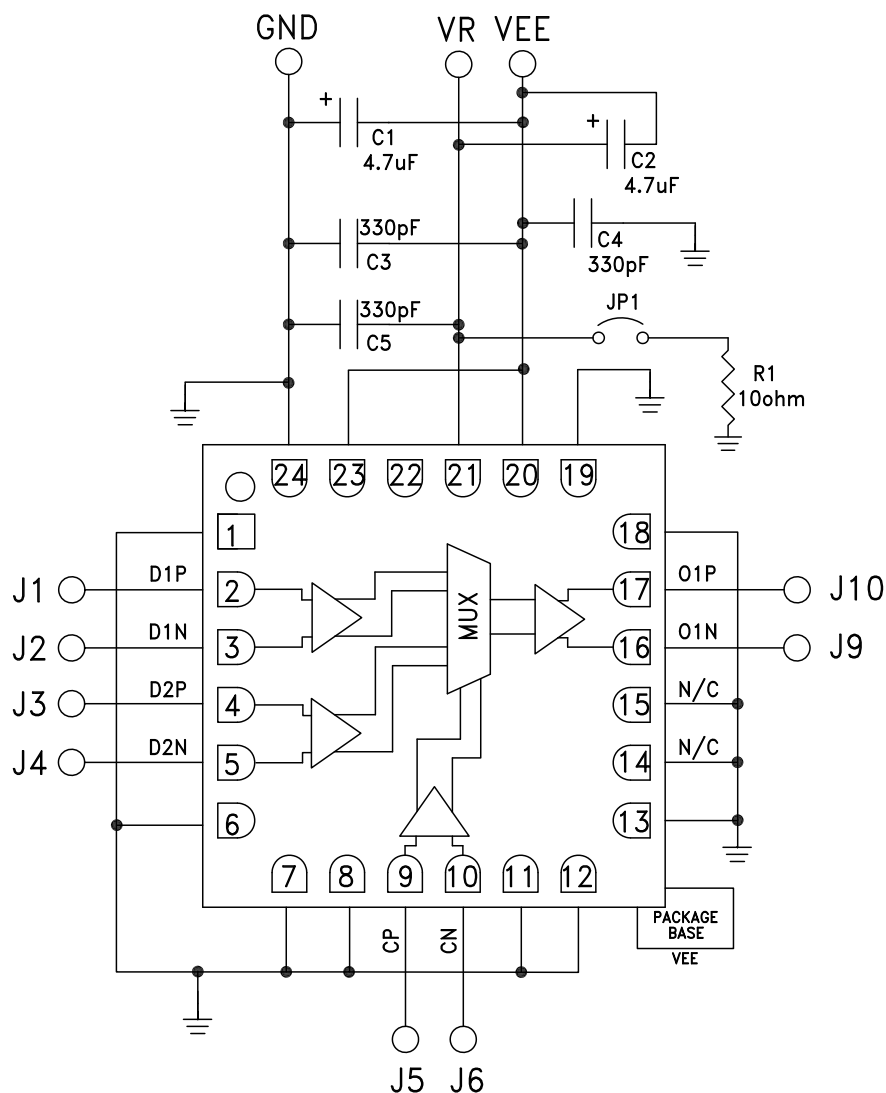 GND
VR
VEE
+
C1
4.7uF
+
C2
4.7uF
330pF
C3
C4
330pF
330pF
C5
JP1
R1
10ohm
24
23
22
21
20
19
1
18
J1
D1P
2
17
O1P
J10
J2
D1N
3
16
O1N
J9
MUX
J3
D2P
4
15
N/C
J4
D2N
5
14
N/C
6
13
7
8
9
10
11
12
CP
CN
PACKAGE
BASE
VEE
J5
J6